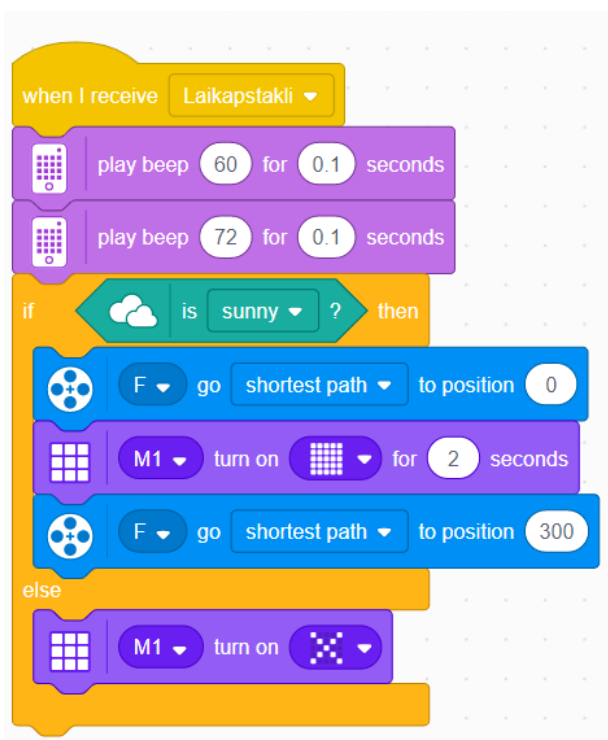 when I receive Laikapstakli
play beep 60 for 0.1 seconds
play beep 72 for 0.1 seconds
if is sunny ? then
F go shortest path to position 0
M1 turn on for 2 seconds
F go shortest path to position 300
else
M1 turn on